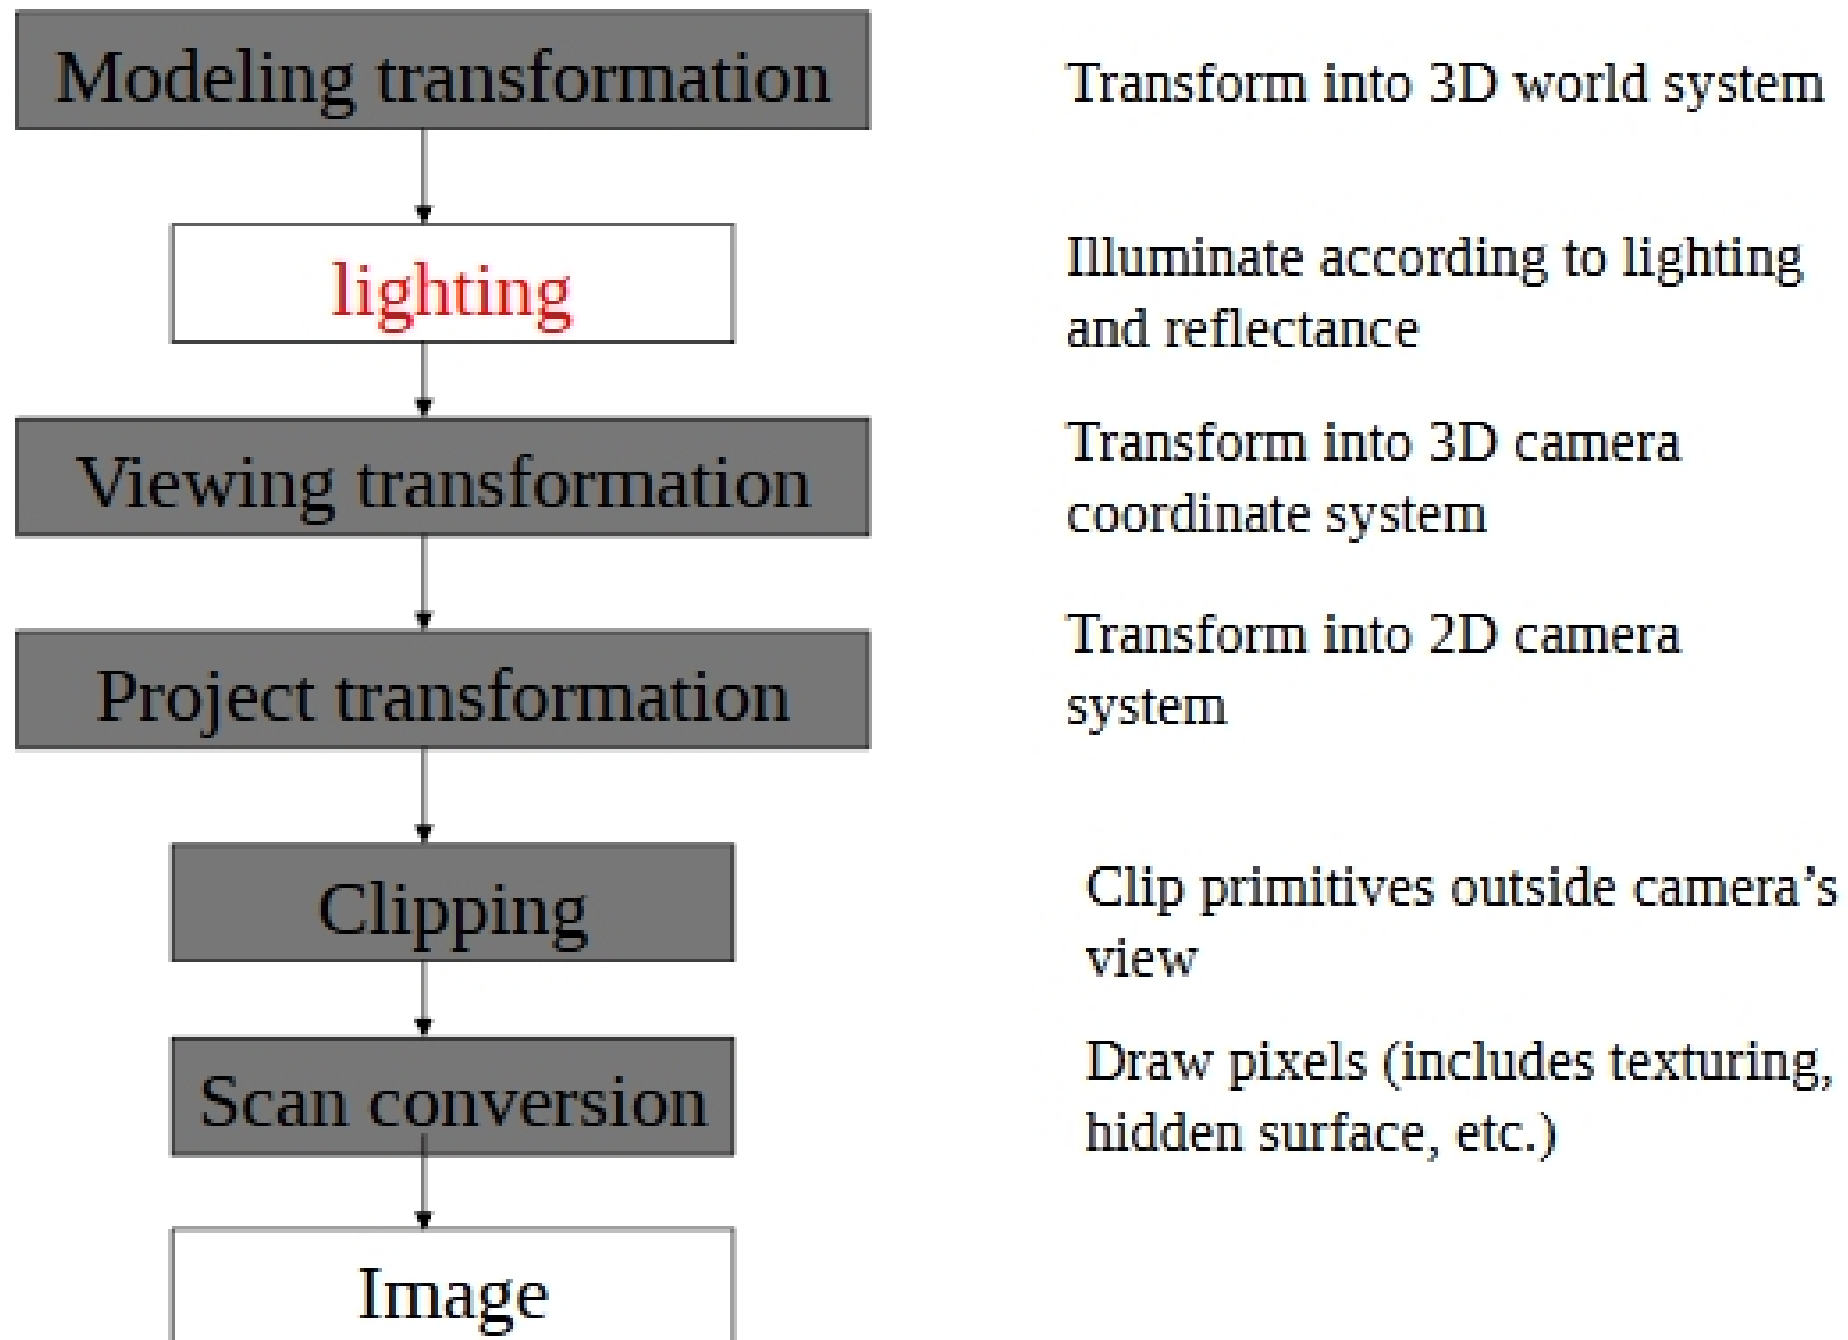 Modeling transformation
Transform into 3D world system
lighting
Illuminate according to lighting
and reflectance
Viewing transformation
Transform into 3D camera
coordinate system
Project transformation
Transform into 2D camera
system
Clipping
Clip primitives outside camera’s
view
Scan conversion
Draw pixels (includes texturing,
hidden surface, etc.)
Image